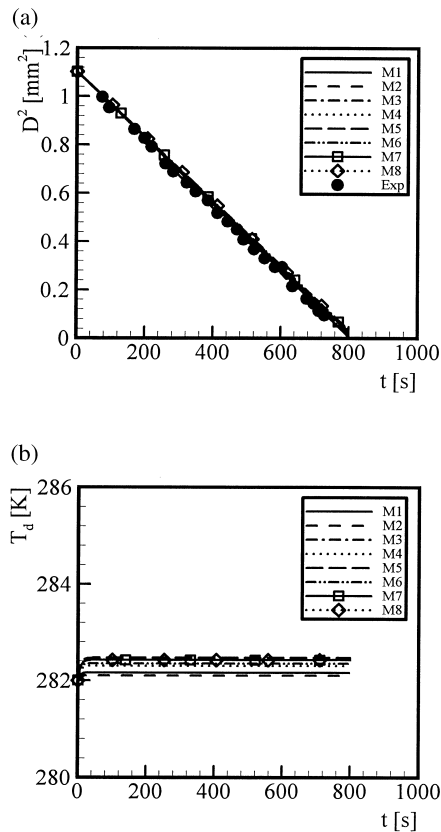 (a)
D² [mm²]
1.2
1
0.8
0.6
0.4
0.2
0
M1
M2
M3
M4
M5
M6
M7
M8
Exp
0
200
400
600
800
1000
t [s]
(b)
T_d [K]
286
284
282
280
M1
M2
M3
M4
M5
M6
M7
M8
0
200
400
600
800
1000
t [s]